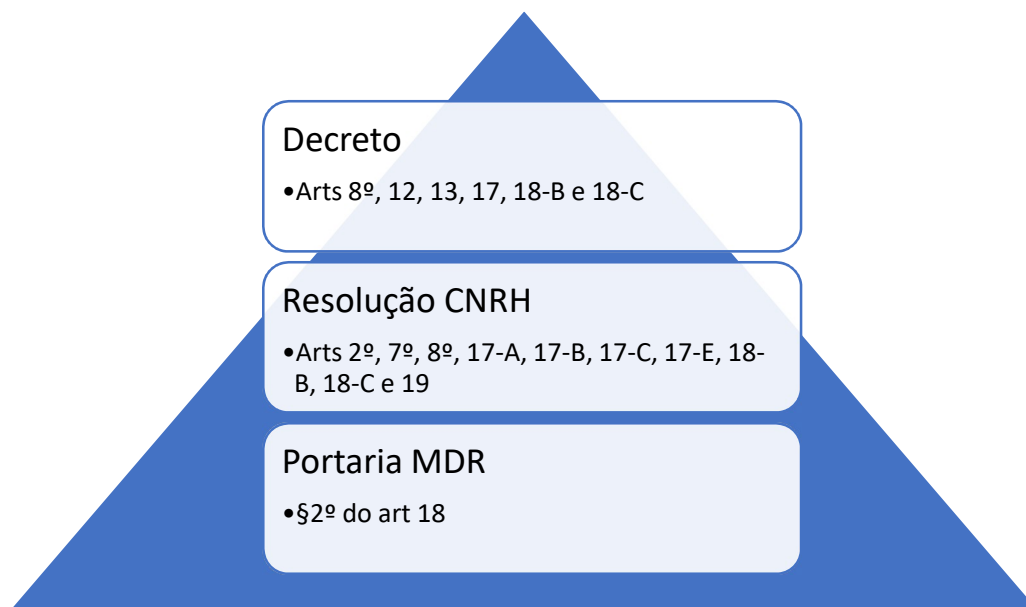 Decreto
•Arts 8º, 12, 13, 17, 18-B e 18-C
Resolução CNRH
•Arts 2º, 7º, 8º, 17-A, 17-B, 17-C, 17-E, 18-
B, 18-C e 19
Portaria MDR
•§2º do art 18